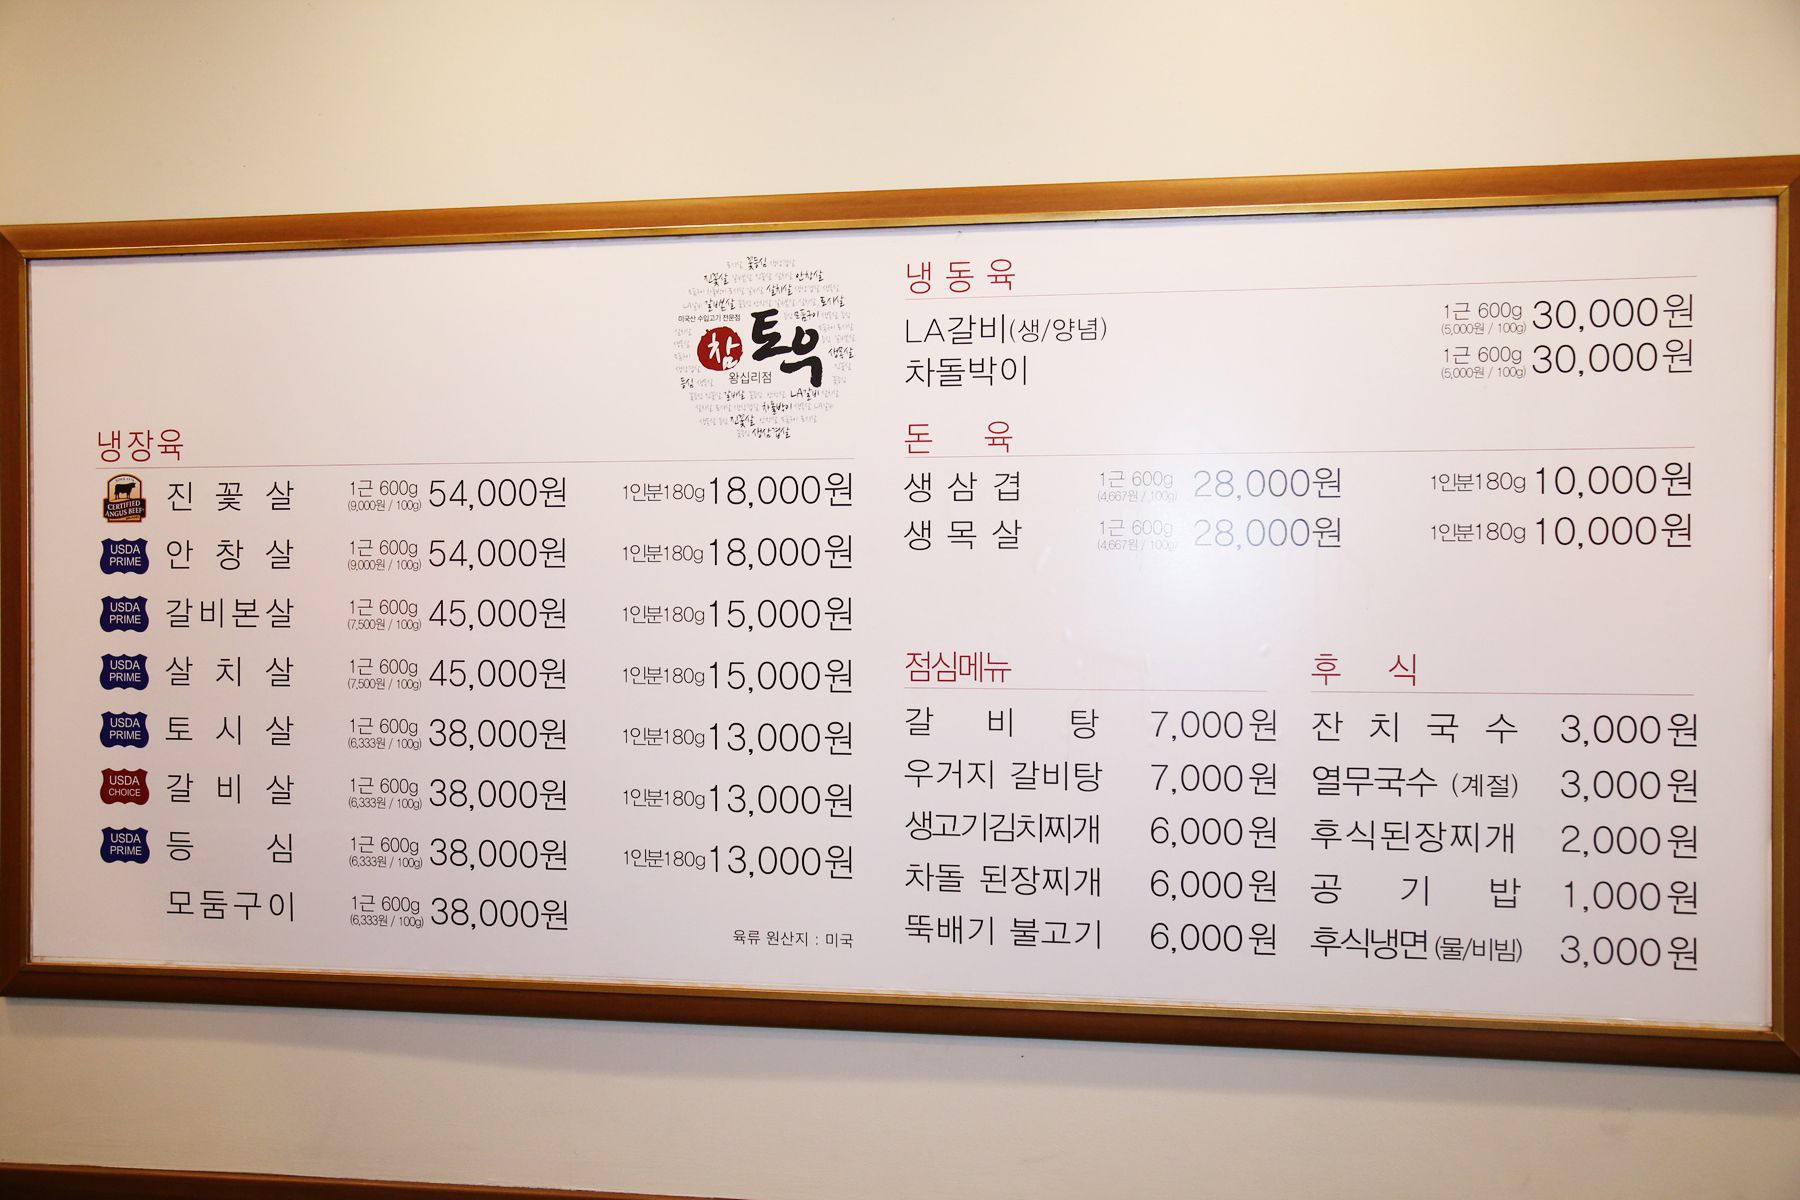 미국산 수입고기 전문점
참 토우
왕십리점
냉장육
CERTIFIED ANGUS BEEF 진꽃살 1근 600g (9,000원 / 100g) 54,000원 1인분180g 18,000원
USDA PRIME 안창살 1근 600g (9,000원 / 100g) 54,000원 1인분180g 18,000원
USDA PRIME 갈비본살 1근 600g (7,500원 / 100g) 45,000원 1인분180g 15,000원
USDA PRIME 살치살 1근 600g (7,500원 / 100g) 45,000원 1인분180g 15,000원
USDA PRIME 토시살 1근 600g (6,333원 / 100g) 38,000원 1인분180g 13,000원
USDA CHOICE 갈비살 1근 600g (6,333원 / 100g) 38,000원 1인분180g 13,000원
USDA PRIME 등심 1근 600g (6,333원 / 100g) 38,000원 1인분180g 13,000원
모둠구이 1근 600g (6,333원 / 100g) 38,000원
육류 원산지 : 미국
냉동육
LA갈비(생/양념) 1근 600g (5,000원 / 100g) 30,000원
차돌박이 1근 600g (5,000원 / 100g) 30,000원
돈육
생삼겹 1근 600g (4,667원 / 100g) 28,000원 1인분180g 10,000원
생목살 1근 600g (4,667원 / 100g) 28,000원 1인분180g 10,000원
점심메뉴
갈비탕 7,000원
우거지 갈비탕 7,000원
생고기김치찌개 6,000원
차돌 된장찌개 6,000원
뚝배기 불고기 6,000원
후식
잔치국수 3,000원
열무국수 (계절) 3,000원
후식된장찌개 2,000원
공기밥 1,000원
후식냉면 (물/비빔) 3,000원